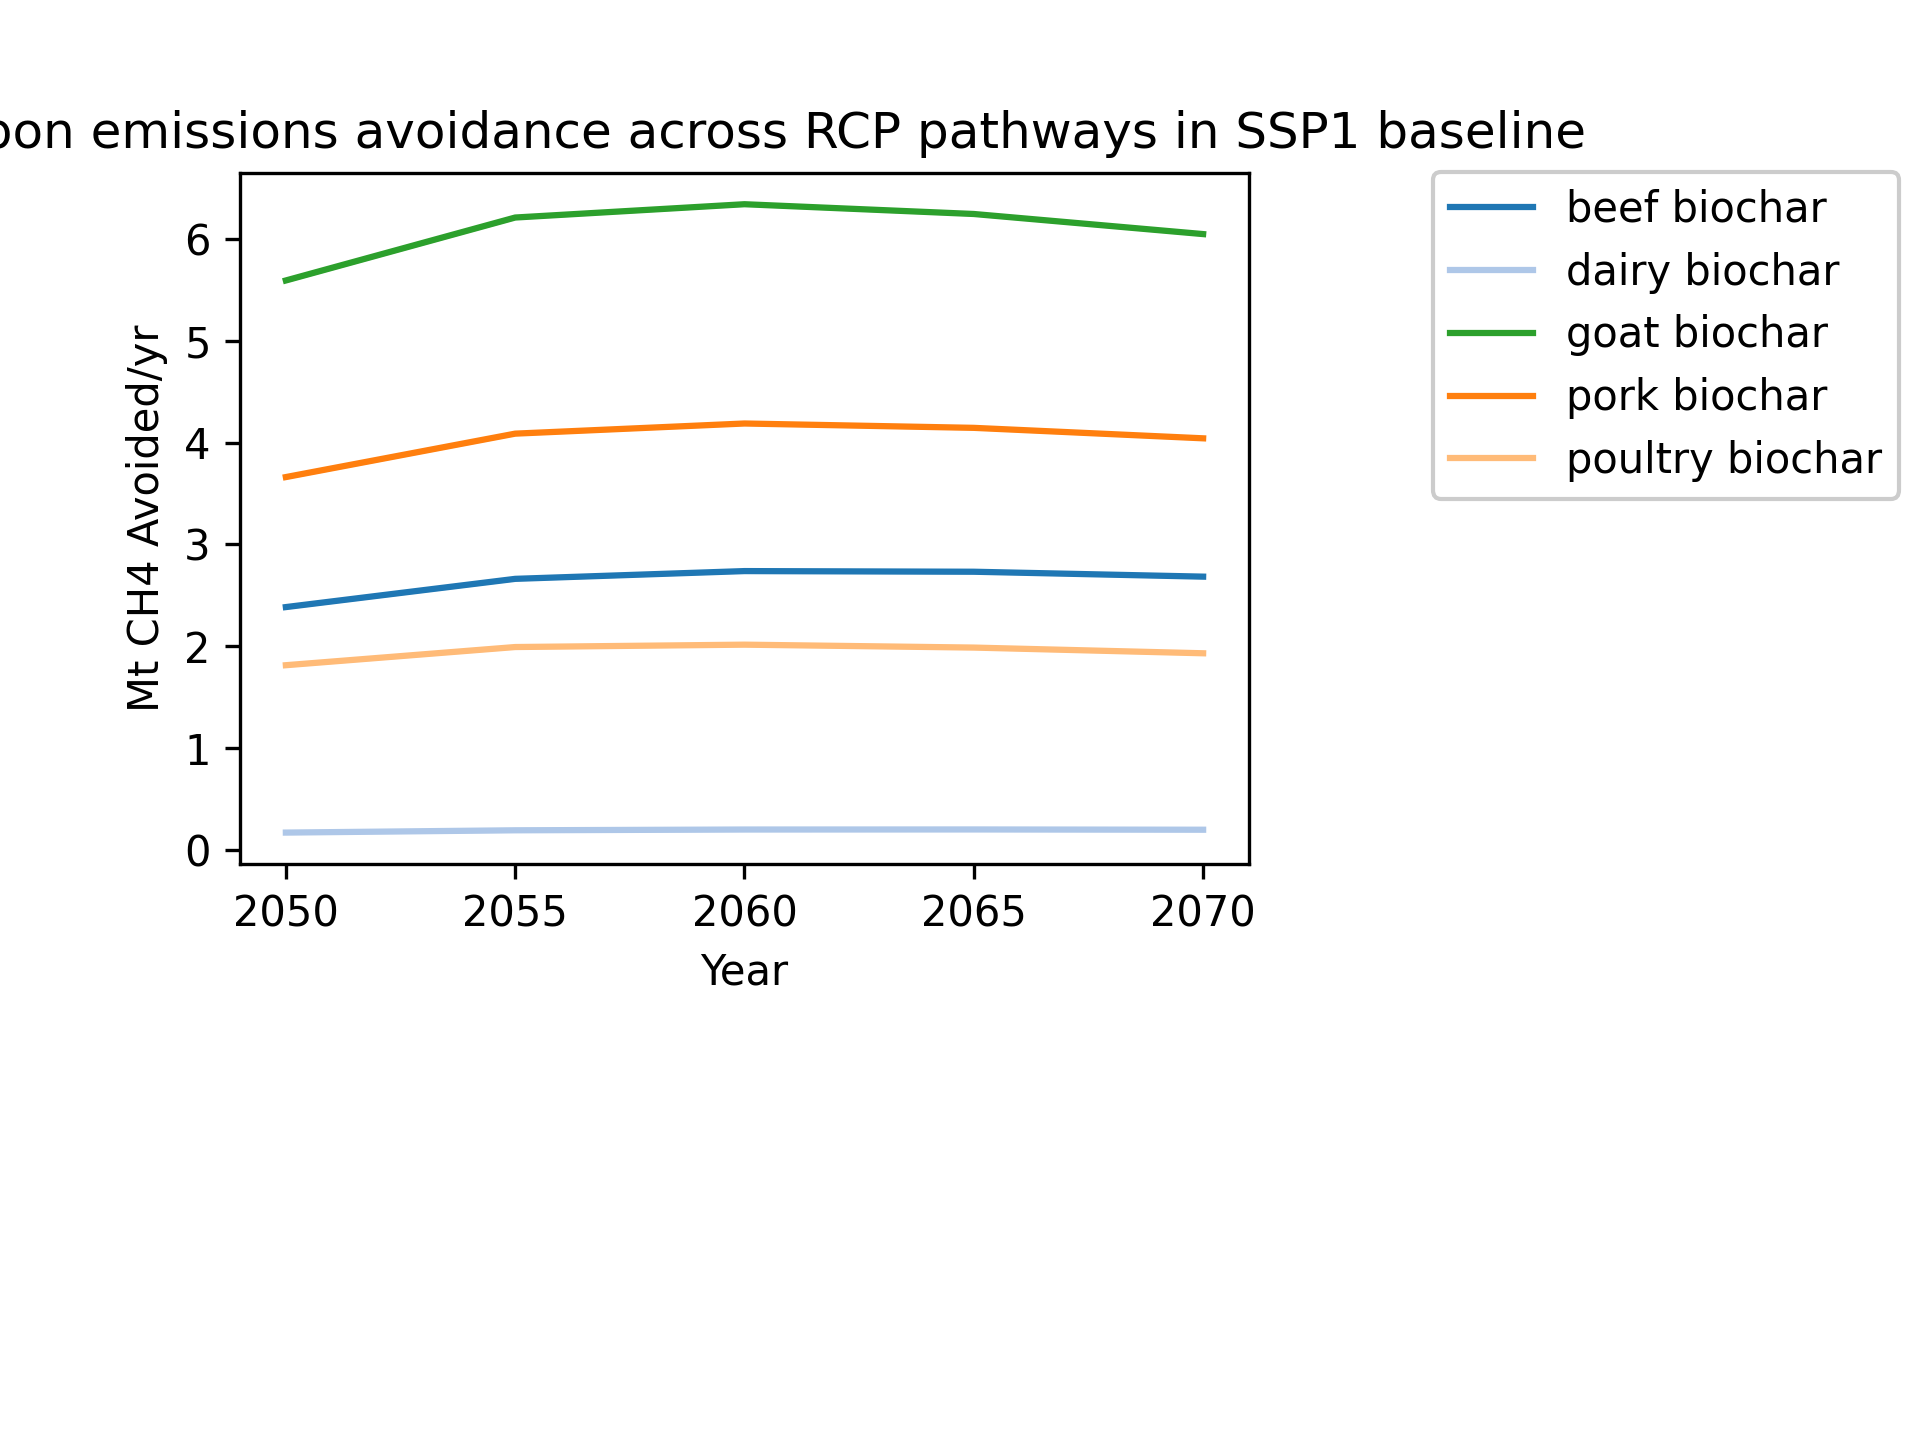 emissions avoidance across RCP pathways in SSP1 baseline
beef biochar
dairy biochar
goat biochar
pork biochar
poultry biochar
Mt CH4 Avoided/yr
6
5
4
3
2
1
0
2050 2055 2060 2065 2070
Year